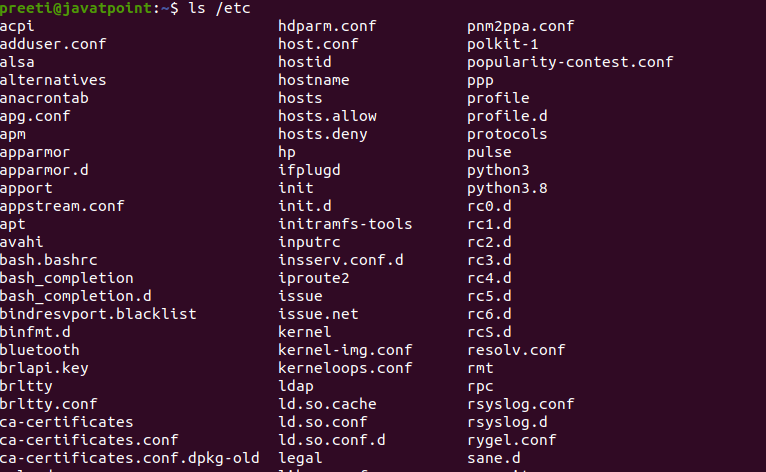 preeti@javatpoint:~$ ls /etc
acpi hdparm.conf pnm2ppa.conf
adduser.conf host.conf polkit-1
alsa hostid popularity-contest.conf
alternatives hostname ppp
anacrontab hosts profile
apg.conf hosts.allow profile.d
apm hosts.deny protocols
apparmor hp pulse
apparmor.d ifplugd python3
apport init python3.8
appstream.conf init.d rc0.d
apt initramfs-tools rc1.d
avahi inputrc rc2.d
bash.bashrc insserv.conf.d rc3.d
bash_completion iproute2 rc4.d
bash_completion.d issue rc5.d
bindresvport.blacklist issue.net rc6.d
binfmt.d kernel rcS.d
bluetooth kernel-img.conf resolv.conf
brlapi.key kerneloops.conf rmt
brltty ldap rpc
brltty.conf ld.so.cache rsyslog.conf
ca-certificates ld.so.conf rsyslog.d
ca-certificates.conf ld.so.conf.d rygel.conf
ca-certificates.conf.dpkg-old legal sane.d